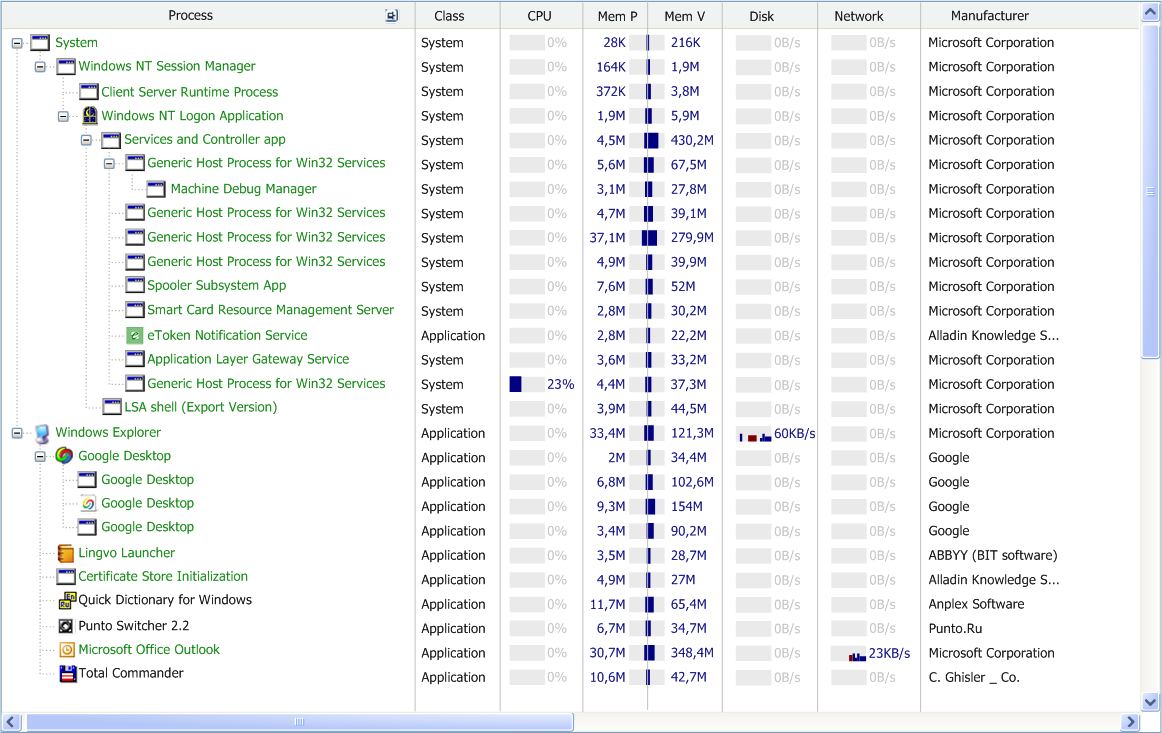 Process Class CPU Mem P Mem V Disk Network Manufacturer
System System 0% 28K 216K 0B/s 0B/s Microsoft Corporation
Windows NT Session Manager System 0% 164K 1,9M 0B/s 0B/s Microsoft Corporation
Client Server Runtime Process System 0% 372K 3,8M 0B/s 0B/s Microsoft Corporation
Windows NT Logon Application System 0% 1,9M 5,9M 0B/s 0B/s Microsoft Corporation
Services and Controller app System 0% 4,5M 430,2M 0B/s 0B/s Microsoft Corporation
Generic Host Process for Win32 Services System 0% 5,6M 67,5M 0B/s 0B/s Microsoft Corporation
Machine Debug Manager System 0% 3,1M 27,8M 0B/s 0B/s Microsoft Corporation
Generic Host Process for Win32 Services System 0% 4,7M 39,1M 0B/s 0B/s Microsoft Corporation
Generic Host Process for Win32 Services System 0% 37,1M 279,9M 0B/s 0B/s Microsoft Corporation
Generic Host Process for Win32 Services System 0% 4,9M 39,9M 0B/s 0B/s Microsoft Corporation
Spooler Subsystem App System 0% 7,6M 52M 0B/s 0B/s Microsoft Corporation
Smart Card Resource Management Server System 0% 2,8M 30,2M 0B/s 0B/s Microsoft Corporation
eToken Notification Service Application 0% 2,8M 22,2M 0B/s 0B/s Alladin Knowledge S...
Application Layer Gateway Service System 0% 3,6M 33,2M 0B/s 0B/s Microsoft Corporation
Generic Host Process for Win32 Services System 23% 4,4M 37,3M 0B/s 0B/s Microsoft Corporation
LSA shell (Export Version) System 0% 3,9M 44,5M 0B/s 0B/s Microsoft Corporation
Windows Explorer Application 0% 33,4M 121,3M 60KB/s 0B/s Microsoft Corporation
Google Desktop Application 0% 2M 34,4M 0B/s 0B/s Google
Google Desktop Application 0% 6,8M 102,6M 0B/s 0B/s Google
Google Desktop Application 0% 9,3M 154M 0B/s 0B/s Google
Google Desktop Application 0% 3,4M 90,2M 0B/s 0B/s Google
Lingvo Launcher Application 0% 3,5M 28,7M 0B/s 0B/s ABBYY (BIT software)
Certificate Store Initialization Application 0% 4,9M 27M 0B/s 0B/s Alladin Knowledge S...
En Ru Quick Dictionary for Windows Application 0% 11,7M 65,4M 0B/s 0B/s Anplex Software
Punto Switcher 2.2 Application 0% 6,7M 34,7M 0B/s 0B/s Punto.Ru
Microsoft Office Outlook Application 0% 30,7M 348,4M 0B/s 23KB/s Microsoft Corporation
Total Commander Application 0% 10,6M 42,7M 0B/s 0B/s C. Ghisler _ Co.